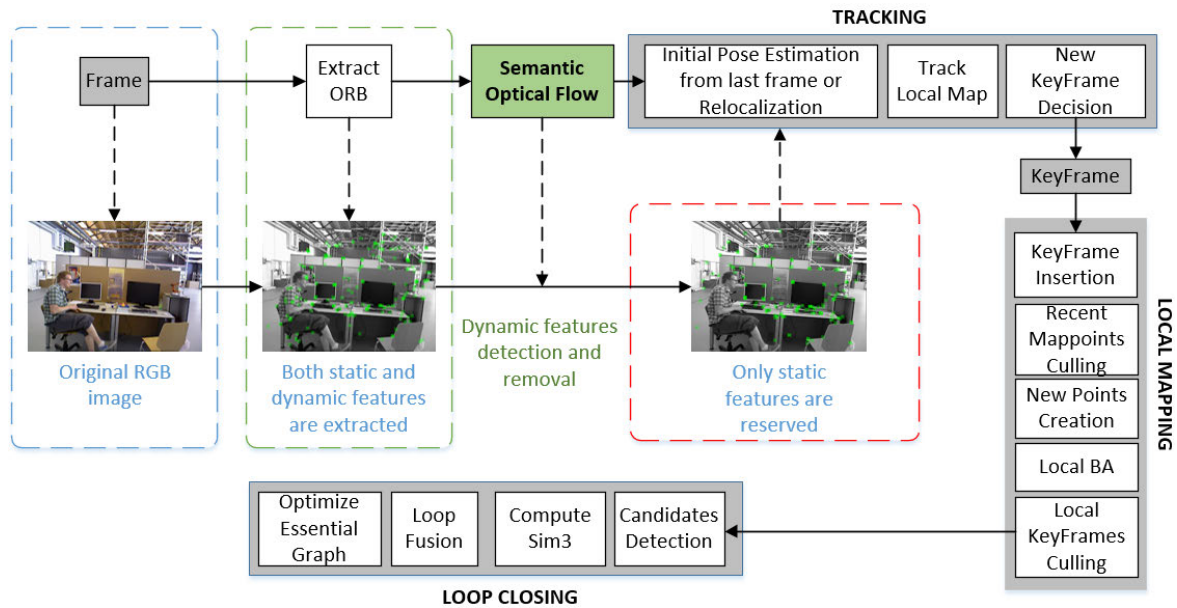 TRACKING
Frame
Extract
ORB
Semantic
Optical Flow
Initial Pose Estimation
from last frame or
Relocalization
Track
Local Map
New
KeyFrame
Decision
KeyFrame
Original RGB
image
Both static and
dynamic features
are extracted
Dynamic features
detection and
removal
Only static
features are
reserved
KeyFrame
Insertion
Recent
Mappoints
Culling
New Points
Creation
Local BA
Local
KeyFrames
Culling
LOCAL MAPPING
Optimize
Essential
Graph
Loop
Fusion
Compute
Sim3
Candidates
Detection
LOOP CLOSING